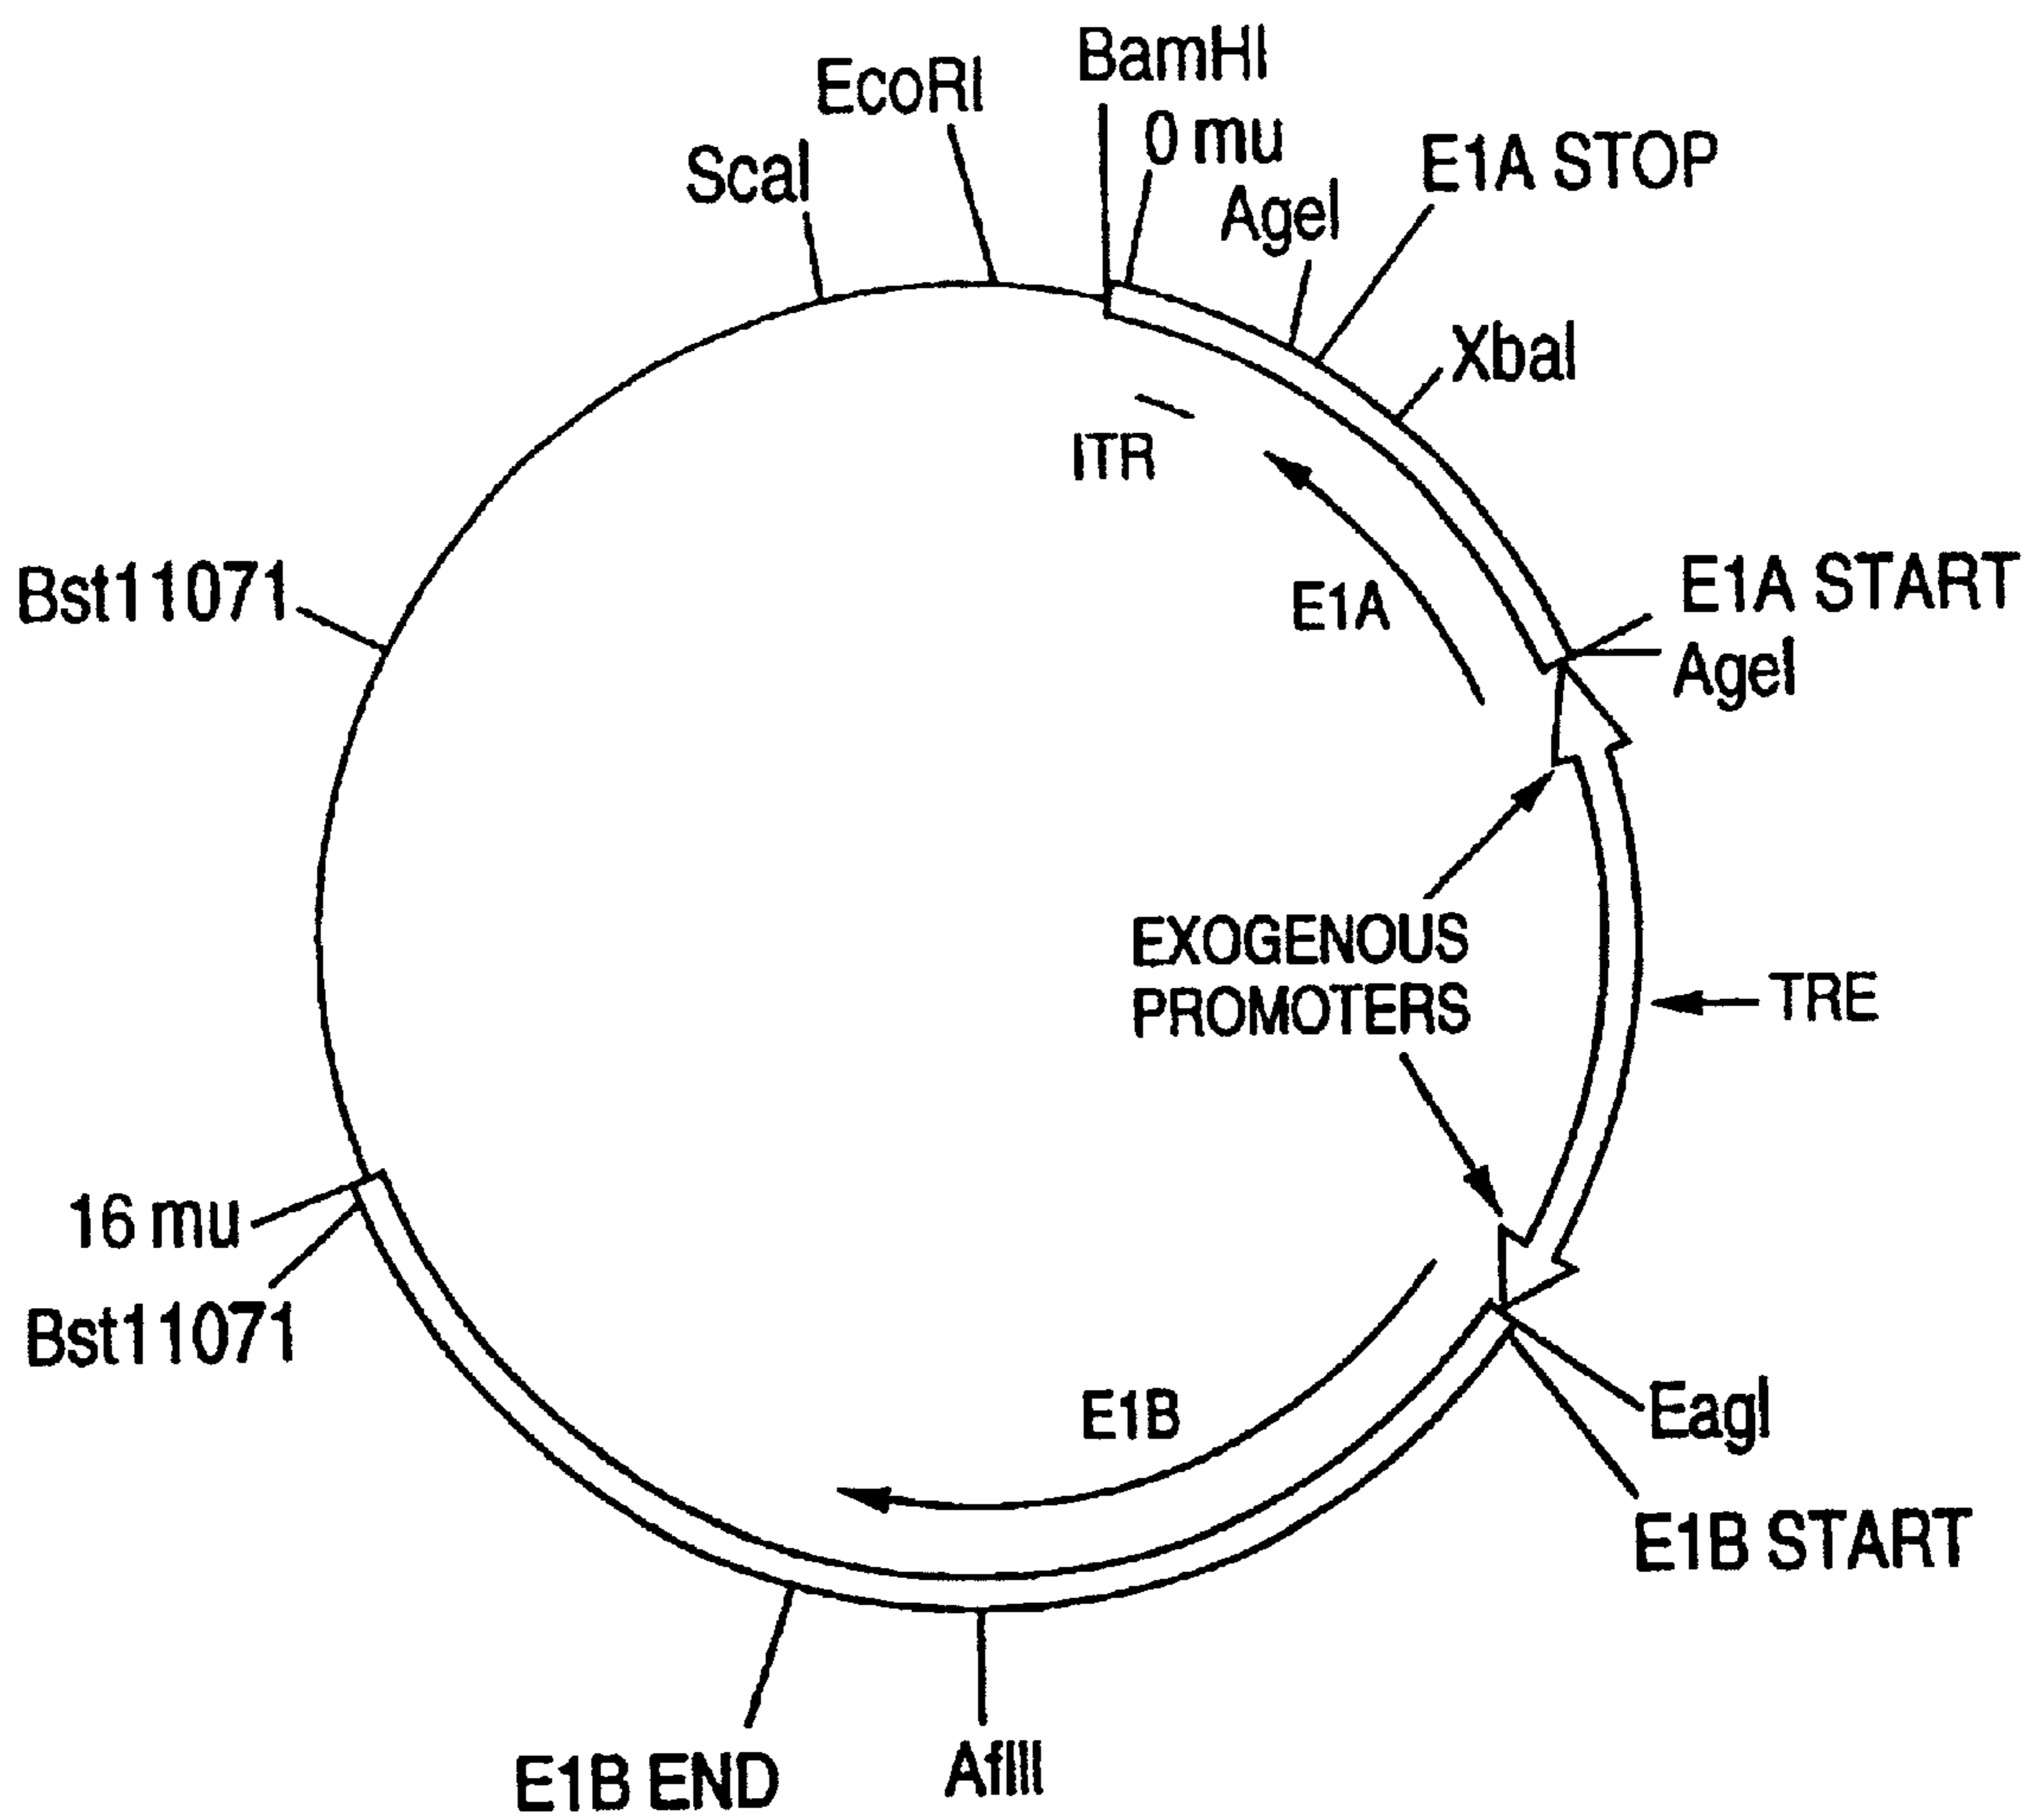 BamHI
EcoRI
0 mu
E1A STOP
ScaI
AgeI
XbaI
ITR
Bst11071
E1A START
E1A
AgeI
EXOGENOUS
PROMOTERS
TRE
16 mu
Bst11071
E1B
EagI
E1B START
E1B END
AflII